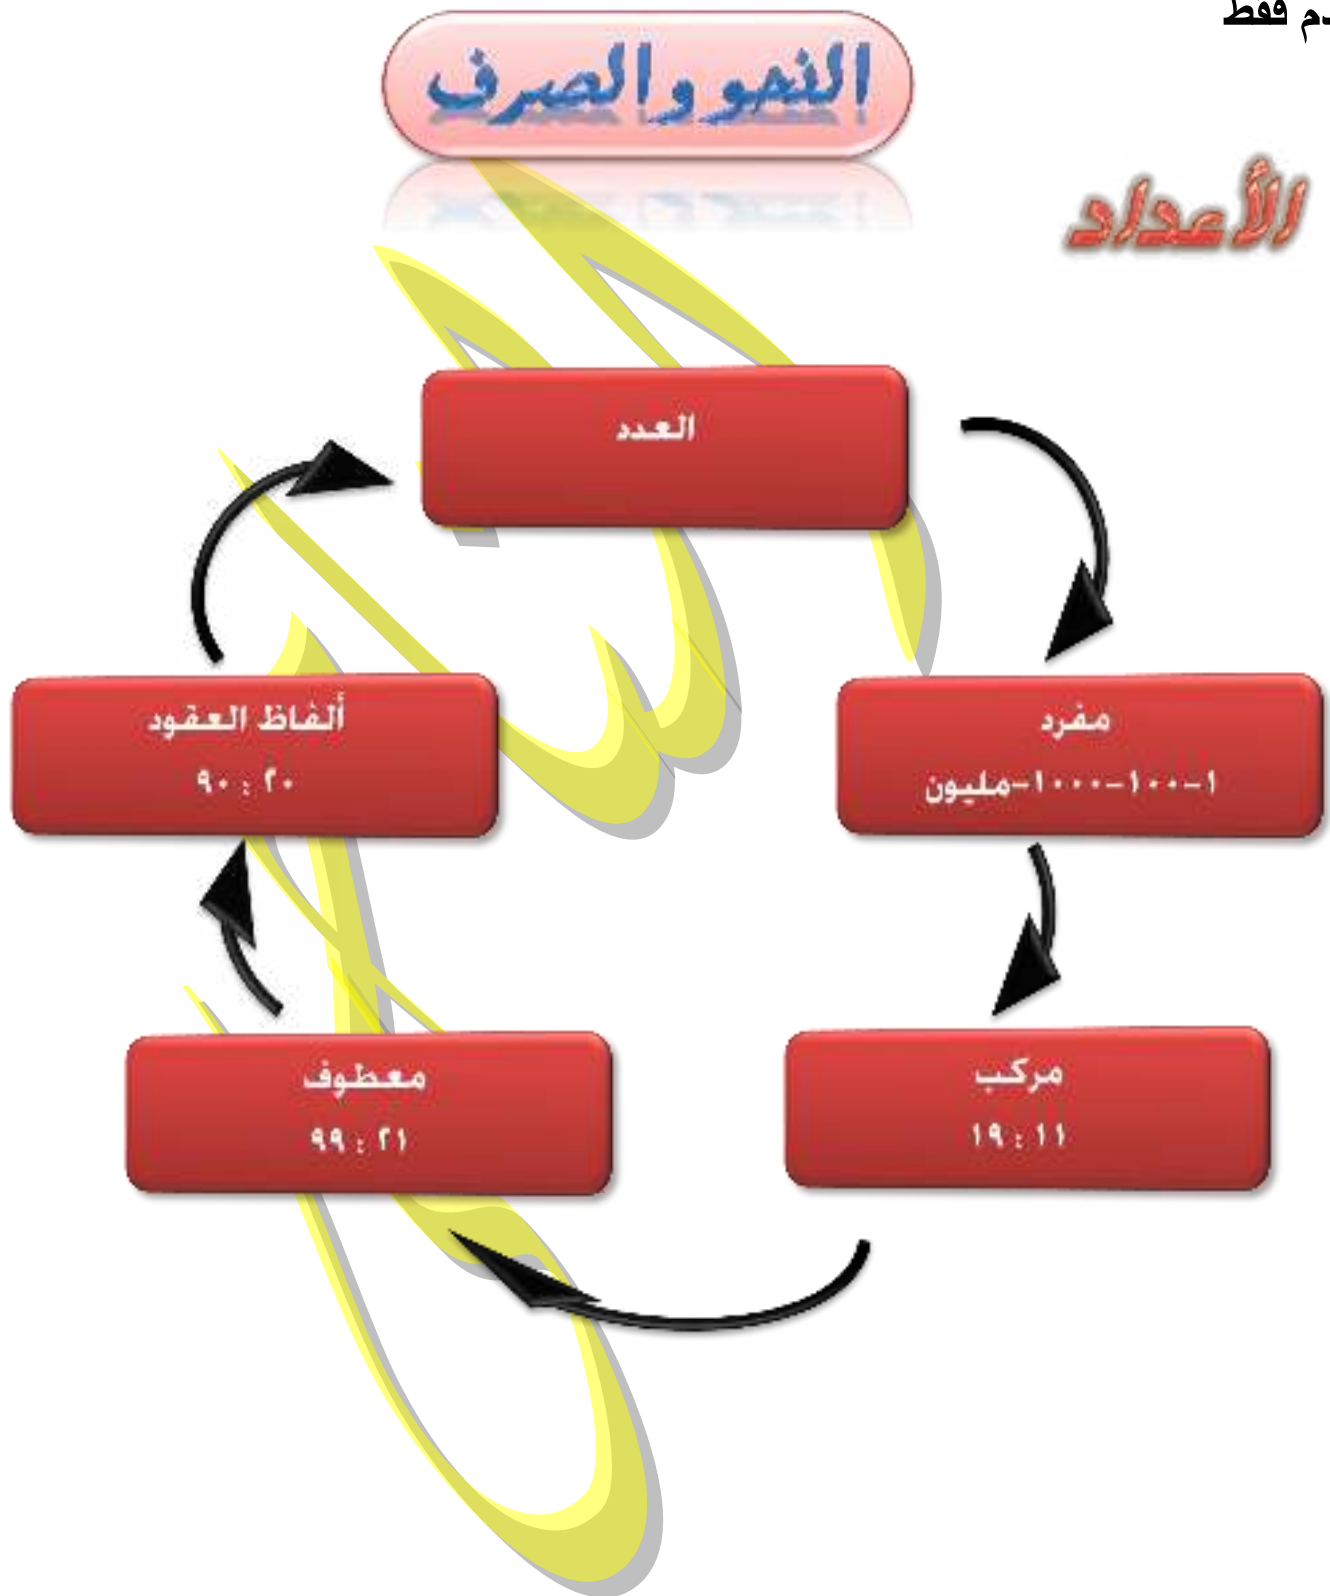 م فقط
النحو والصرف
الأعداد
العدد
مفرد
١-١٠٠-١٠٠٠-مليون
مركب
١١ : ١٩
معطوف
٢١ : ٩٩
ألفاظ العقود
٢٠ : ٩٠